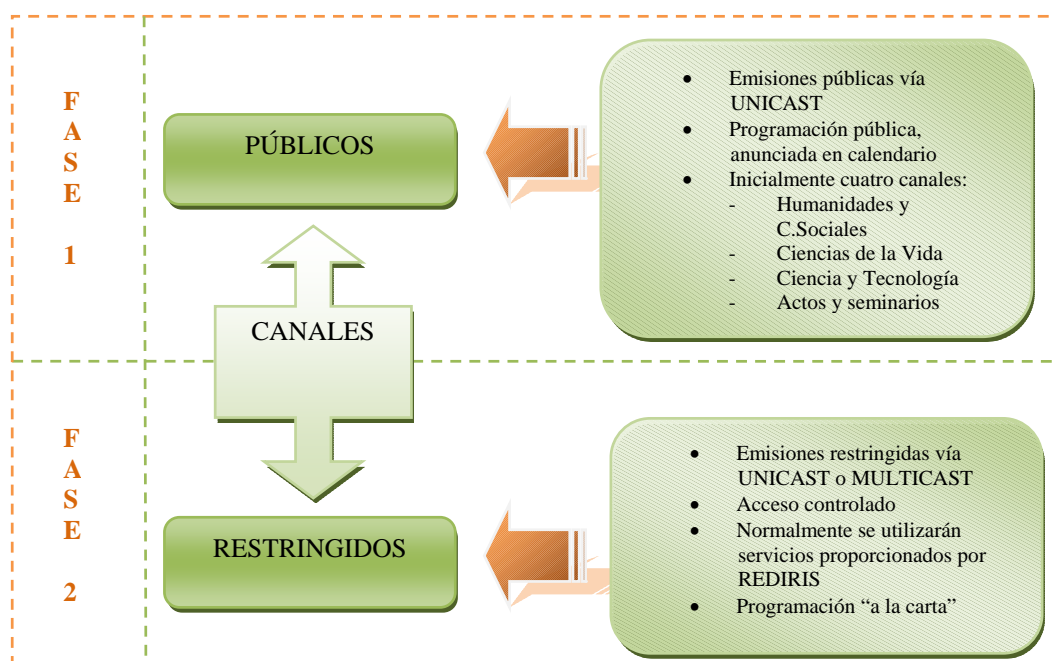 FASE 1
PÚBLICOS
• Emisiones públicas vía
UNICAST
• Programación pública,
anunciada en calendario
• Inicialmente cuatro canales:
- Humanidades y
C.Sociales
- Ciencias de la Vida
- Ciencia y Tecnología
- Actos y seminarios
CANALES
FASE 2
RESTRINGIDOS
• Emisiones restringidas vía
UNICAST o MULTICAST
• Acceso controlado
• Normalmente se utilizarán
servicios proporcionados por
REDIRIS
• Programación “a la carta”